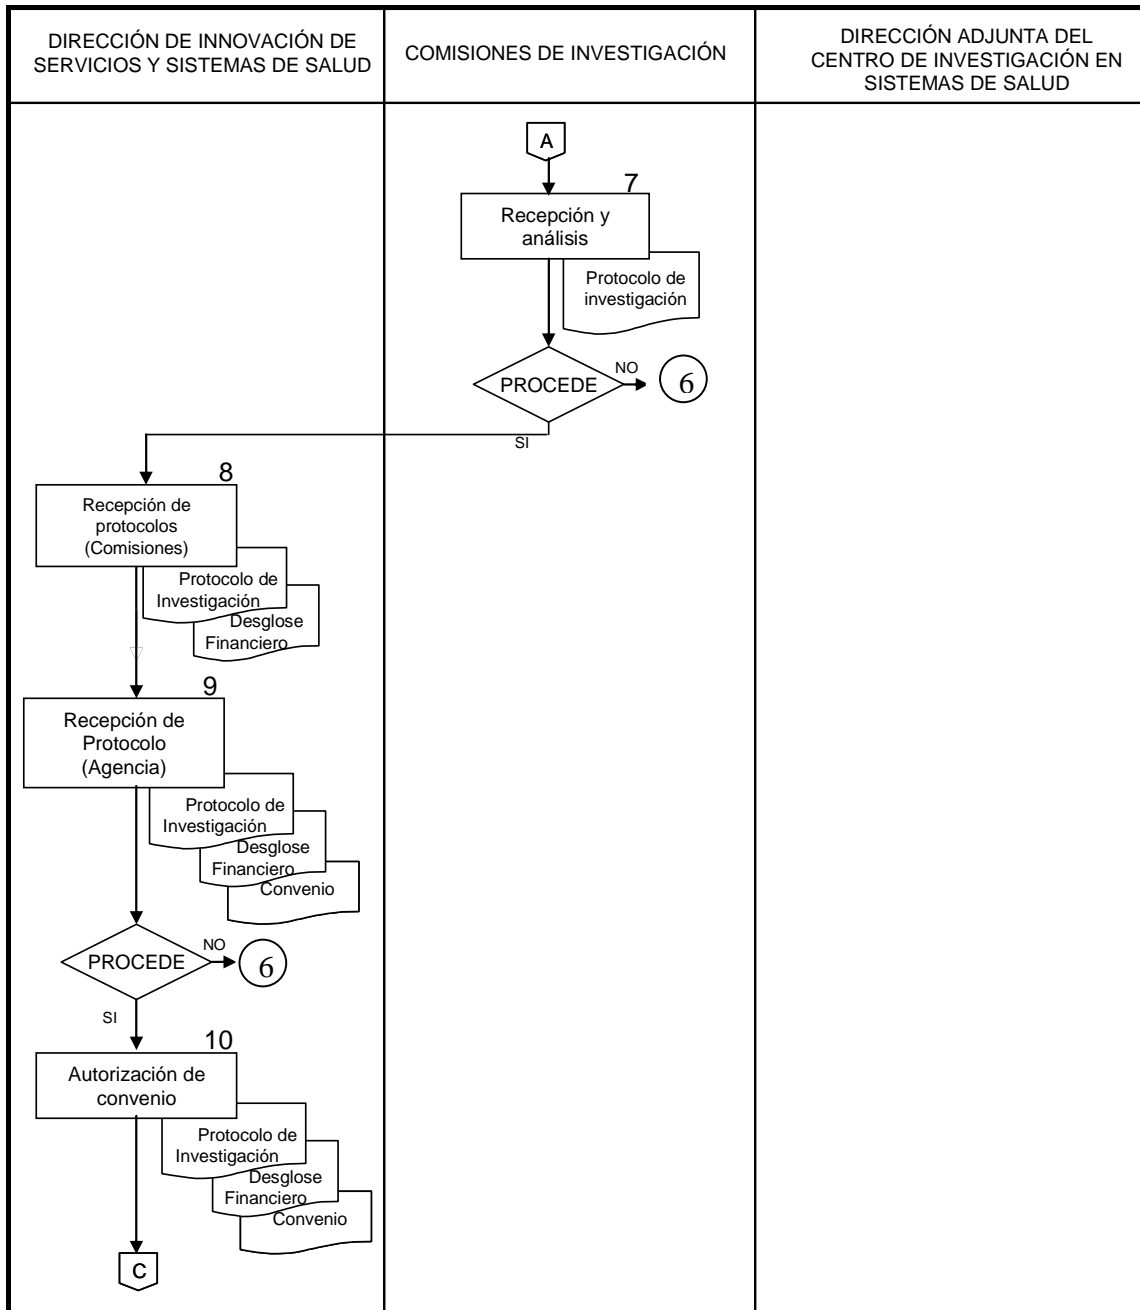 DIRECCIÓN DE INNOVACIÓN DE
SERVICIOS Y SISTEMAS DE SALUD
COMISIONES DE INVESTIGACIÓN
DIRECCIÓN ADJUNTA DEL
CENTRO DE INVESTIGACIÓN EN
SISTEMAS DE SALUD
A
7
Recepción y
análisis
Protocolo de
investigación
PROCEDE
NO
6
SI
8
Recepción de
protocolos
(Comisiones)
Protocolo de
Investigación
Desglose
Financiero
9
Recepción de
Protocolo
(Agencia)
Protocolo de
Investigación
Desglose
Financiero
Convenio
PROCEDE
NO
6
SI
10
Autorización de
convenio
Protocolo de
Investigación
Desglose
Financiero
Convenio
C